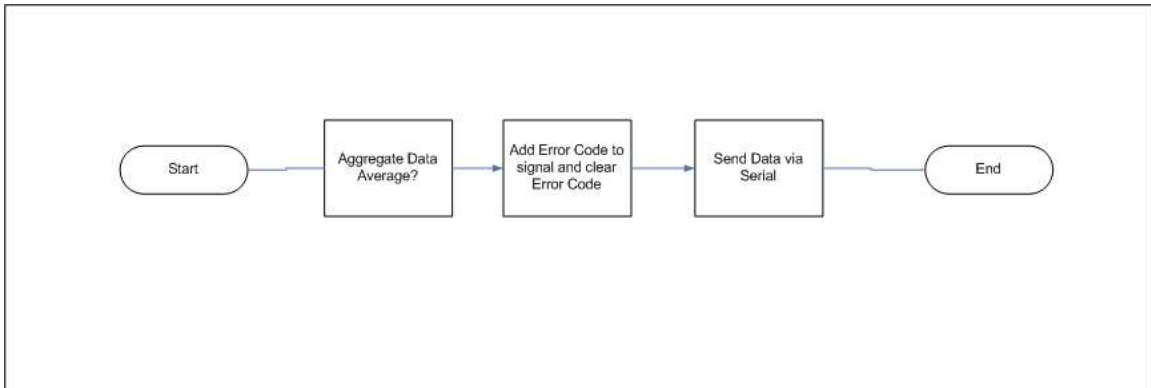 Start
Aggregate Data
Average?
Add Error Code to
signal and clear
Error Code
Send Data via
Serial
End